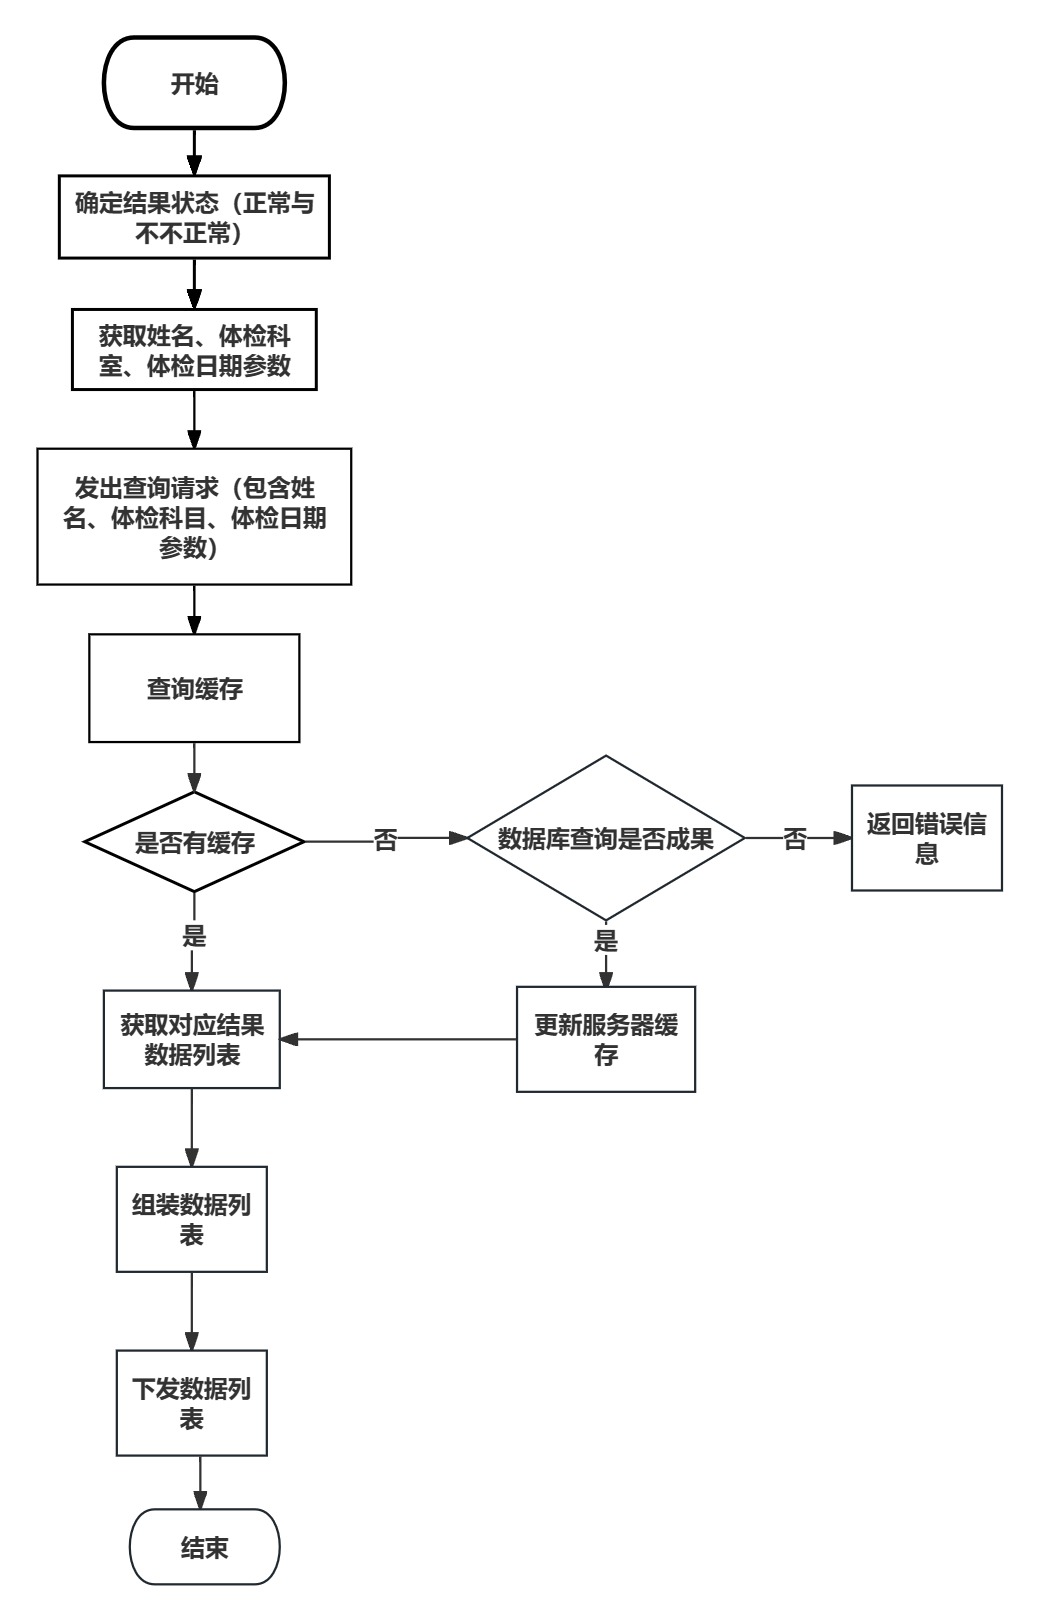 开始
确定结果状态（正常与
不不正常）
获取姓名、体检科
室、体检日期参数
发出查询请求（包含姓
名、体检科目、体检日期
参数）
查询缓存
是否有缓存
否
数据库查询是否成果
否
返回错误信
息
是
是
获取对应结果
数据列表
更新服务器缓
存
组装数据列
表
下发数据列
表
结束